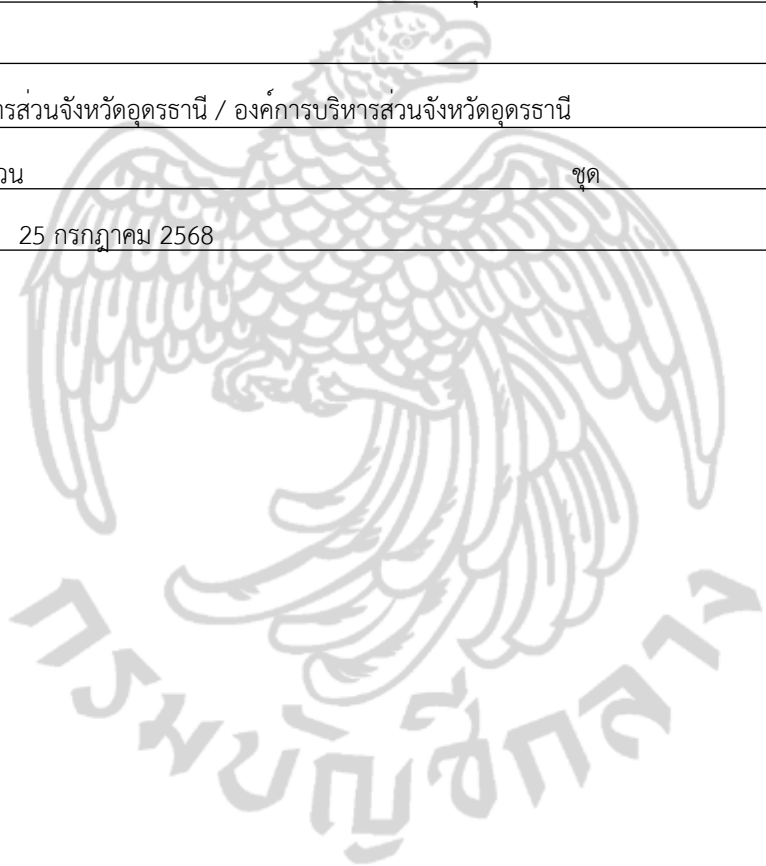 ารส่วนจังหวัดอุดรธานี / องค์การบริหารส่วนจังหวัดอุดรธานี
วน ชุด
25 กรกฎาคม 2568
กรมบัญชีกลาง